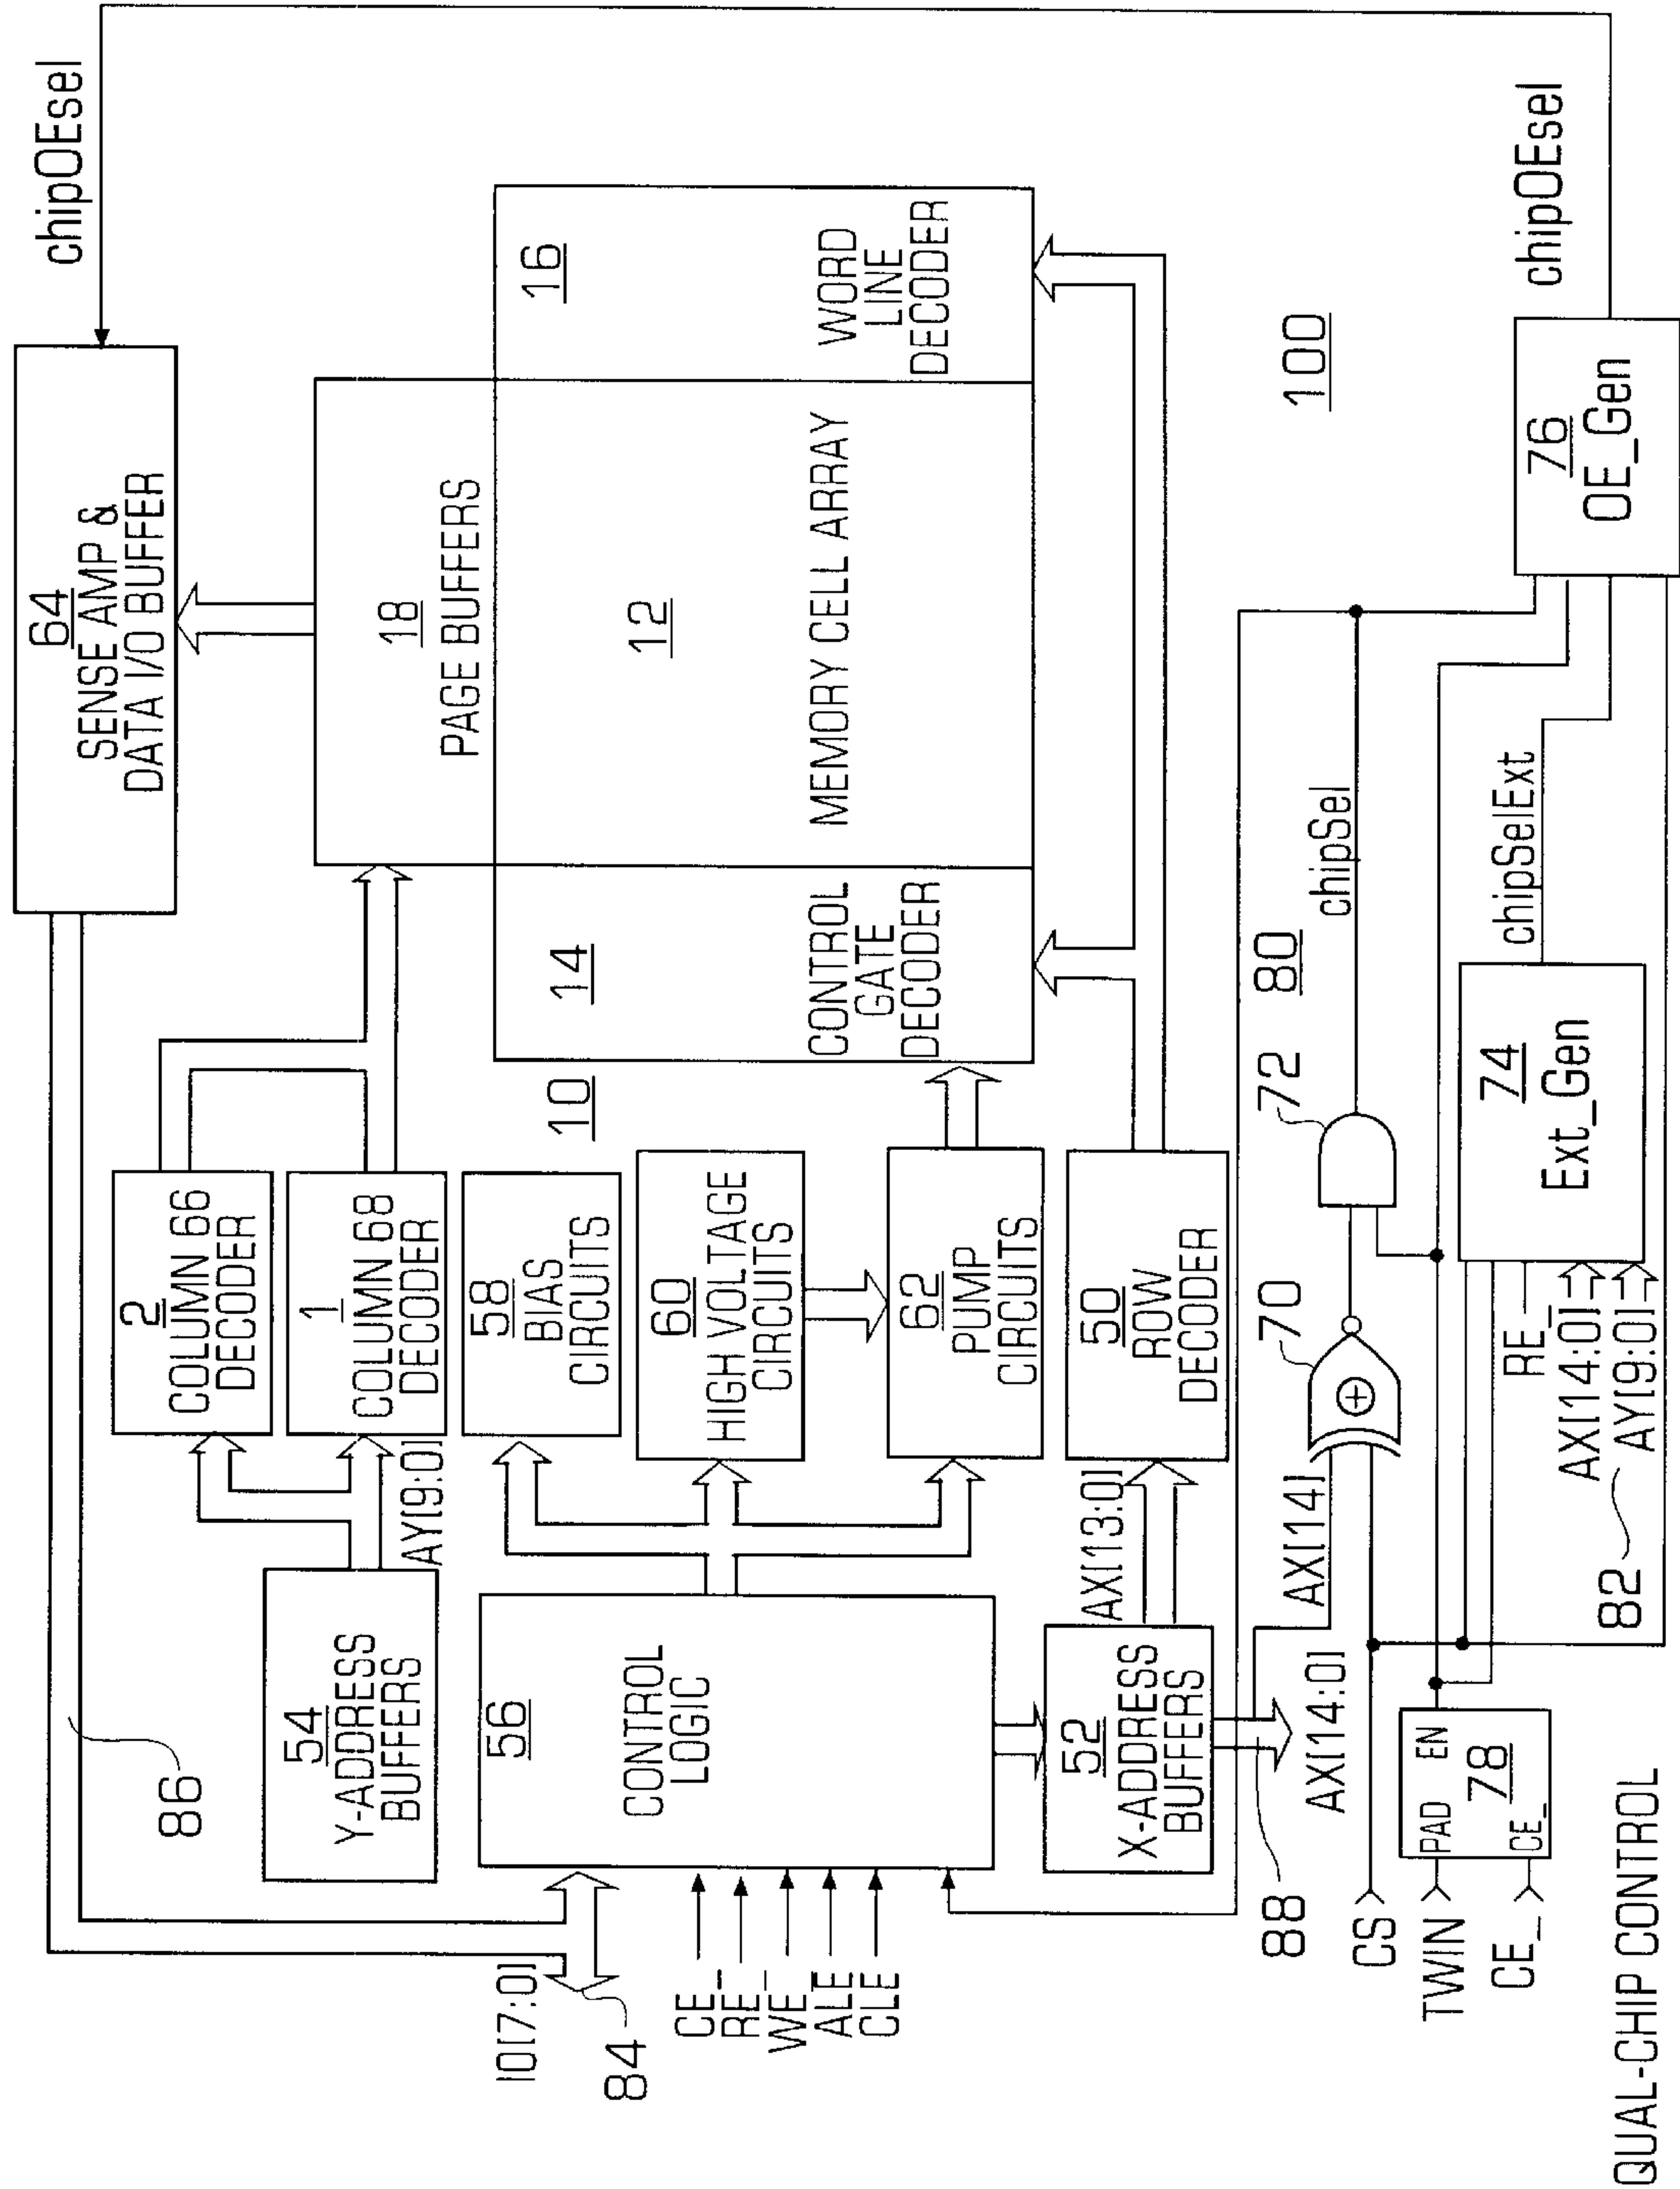 chipOEsel
64
SENSE AMP &
DATA I/O BUFFER
2
COLUMN 66
DECODER
1
COLUMN 68
DECODER
18
PAGE BUFFERS
86
54
Y-ADDRESS
BUFFERS
AY[9:0]
58
BIAS
CIRCUITS
10
14
CONTROL
GATE
DECODER
12
MEMORY CELL ARRAY
16
WORD
LINE
DECODER
IO[7:0]
84
56
CONTROL
LOGIC
60
HIGH VOLTAGE
CIRCUITS
CE_
RE_
WE_
ALE
CLE
62
PUMP
CIRCUITS
52
X-ADDRESS
BUFFERS
AX[13:0]
50
ROW
DECODER
88
AX[14]
AX[14:0]
70
72
80
chipSel
100
CS
TWIN
CE_
PAD EN
78
CE_
RE_
AX[14:0]
AY[9:0]
82
74
Ext_Gen
chipSelExt
76
OE_Gen
chipOEsel
QUAL-CHIP CONTROL